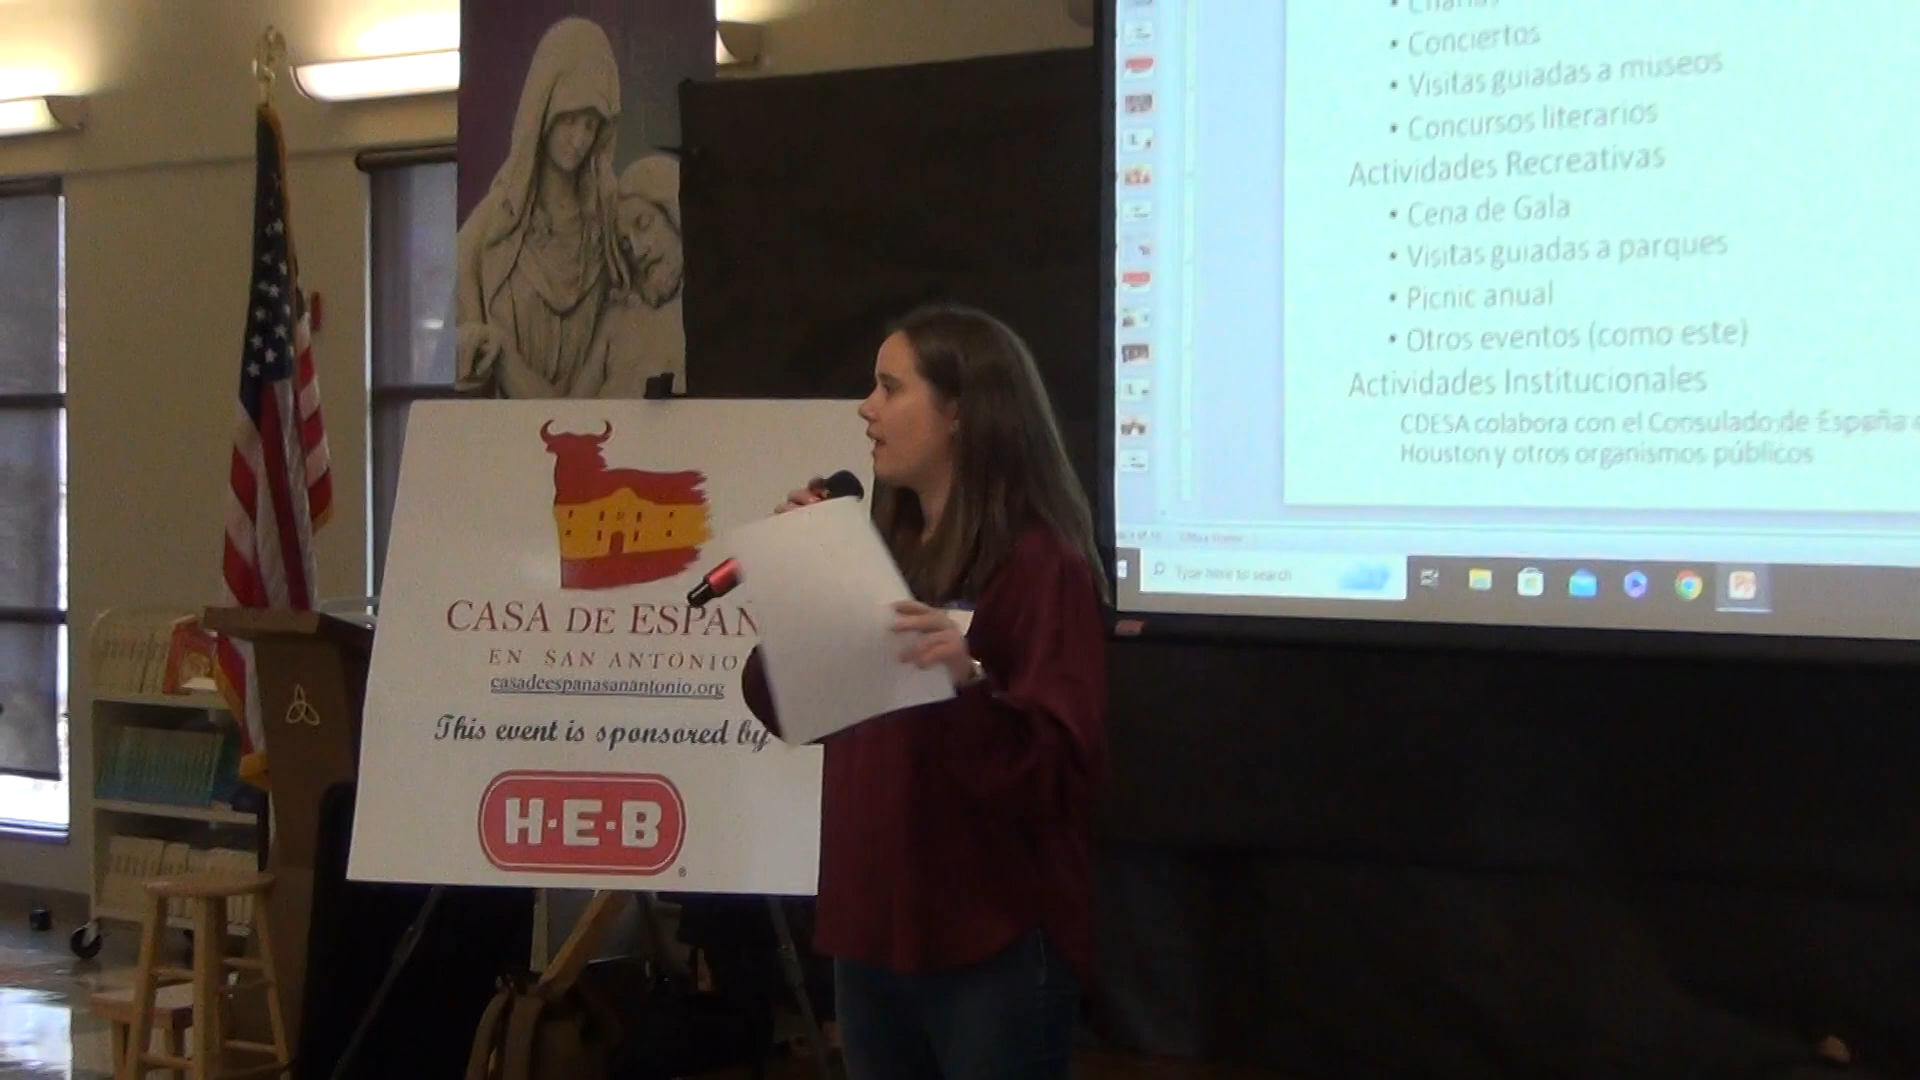 CASA DE ESPAÑ
EN SAN ANTONIO
casadeespanasanantonio.org
This event is sponsored by
H·E·B
®
• Charlas
• Conciertos
• Visitas guiadas a museos
• Concursos literarios
Actividades Recreativas
• Cena de Gala
• Visitas guiadas a parques
• Picnic anual
• Otros eventos (como este)
Actividades Institucionales
CDESA colabora con el Consulado de España
Houston y otros organismos públicos
Type here to search